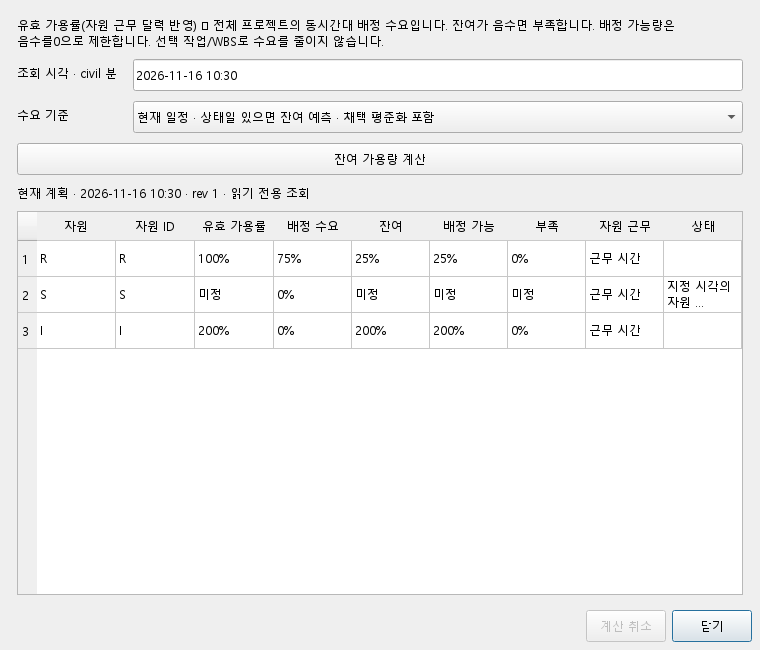 유효 가용률(자원 근무 달력 반영) □ 전체 프로젝트의 동시간대 배정 수요입니다. 잔여가 음수면 부족합니다. 배정 가능량은
음수를0으로 제한합니다. 선택 작업/WBS로 수요를 줄이지 않습니다.
조회 시각 · civil 분
2026-11-16 10:30
수요 기준
현재 일정 · 상태일 있으면 잔여 예측 · 채택 평준화 포함
잔여 가용량 계산
현재 계획 · 2026-11-16 10:30 · rev 1 · 읽기 전용 조회
자원 자원 ID 유효 가용률 배정 수요 잔여 배정 가능 부족 자원 근무 상태
1 R R 100% 75% 25% 25% 0% 근무 시간
2 S S 미정 0% 미정 미정 미정 근무 시간 지정 시각의
자원 ...
3 I I 200% 0% 200% 200% 0% 근무 시간
계산 취소
닫기